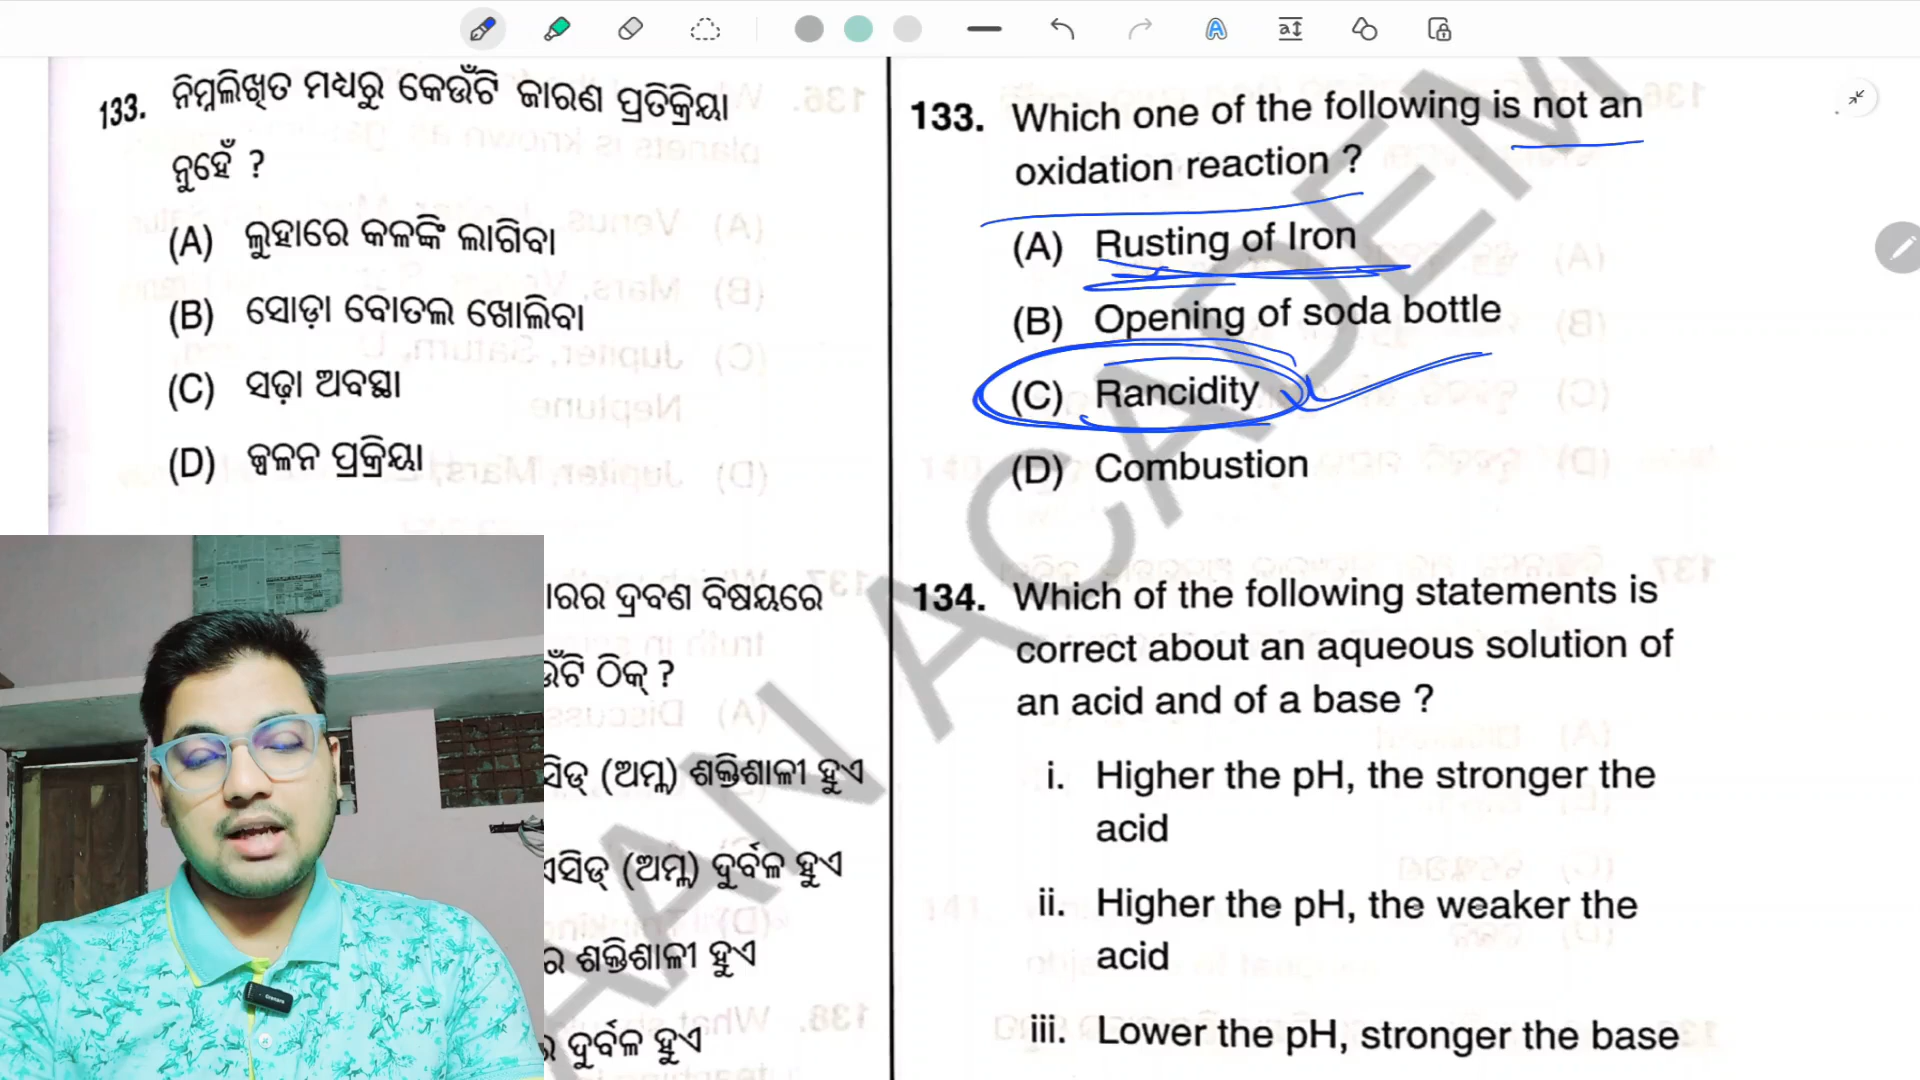 133. ନିମ୍ନଲିଖିତ ମଧ୍ୟରୁ କେଉଁଟି ଜାରଣ ପ୍ରତିକ୍ରିୟା
ନୁହେଁ ?
(A) ଲୁହାରେ କଳଙ୍କି ଲାଗିବା
(B) ସୋଡ଼ା ବୋତଲ ଖୋଲିବା
(C) ସଢ଼ା ଅବସ୍ଥା
(D) ଜ୍ୱଳନ ପ୍ରକ୍ରିୟା
ଦ୍ରବଣ ବିଷୟରେ
ଠିକ୍ ?
(ଅମ୍ଳ) ଶକ୍ତିଶାଳୀ ହୁଏ
(ଅମ୍ଳ) ଦୁର୍ବଳ ହୁଏ
ଶକ୍ତିଶାଳୀ ହୁଏ
ଦୁର୍ବଳ ହୁଏ
133. Which one of the following is not an
oxidation reaction ?
(A) Rusting of Iron
(B) Opening of soda bottle
(C) Rancidity
(D) Combustion
134. Which of the following statements is
correct about an aqueous solution of
an acid and of a base ?
i. Higher the pH, the stronger the
acid
ii. Higher the pH, the weaker the
acid
iii. Lower the pH, stronger the base